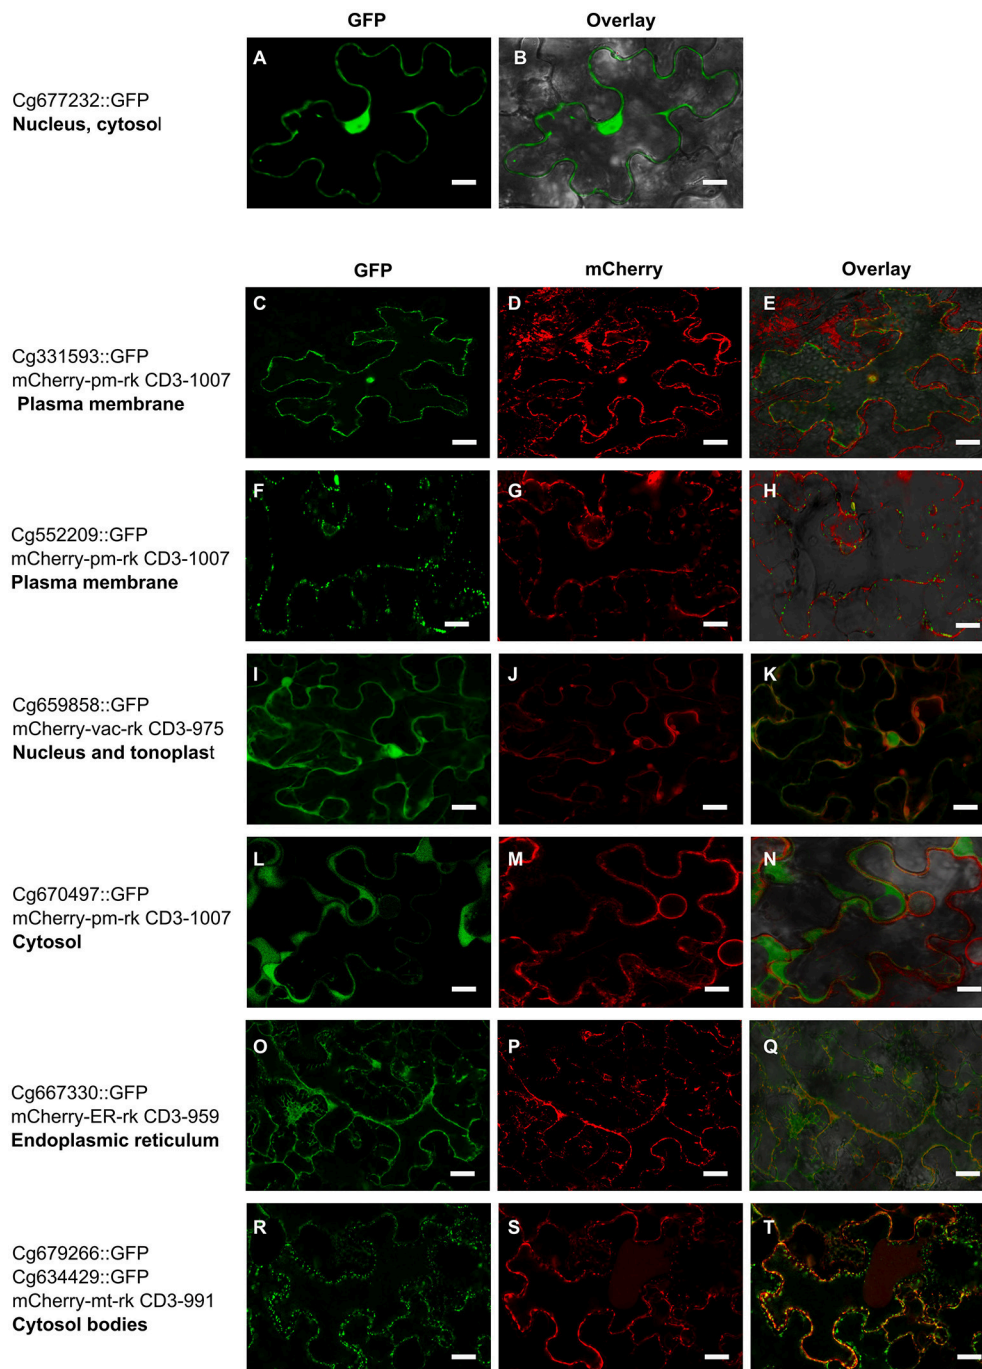 GFP Overlay
A B
Cg677232::GFP
Nucleus, cytosol
GFP mCherry Overlay
C D E
Cg331593::GFP
mCherry-pm-rk CD3-1007
Plasma membrane
F G H
Cg552209::GFP
mCherry-pm-rk CD3-1007
Plasma membrane
I J K
Cg659858::GFP
mCherry-vac-rk CD3-975
Nucleus and tonoplast
L M N
Cg670497::GFP
mCherry-pm-rk CD3-1007
Cytosol
O P Q
Cg667330::GFP
mCherry-ER-rk CD3-959
Endoplasmic reticulum
R S T
Cg679266::GFP
Cg634429::GFP
mCherry-mt-rk CD3-991
Cytosol bodies